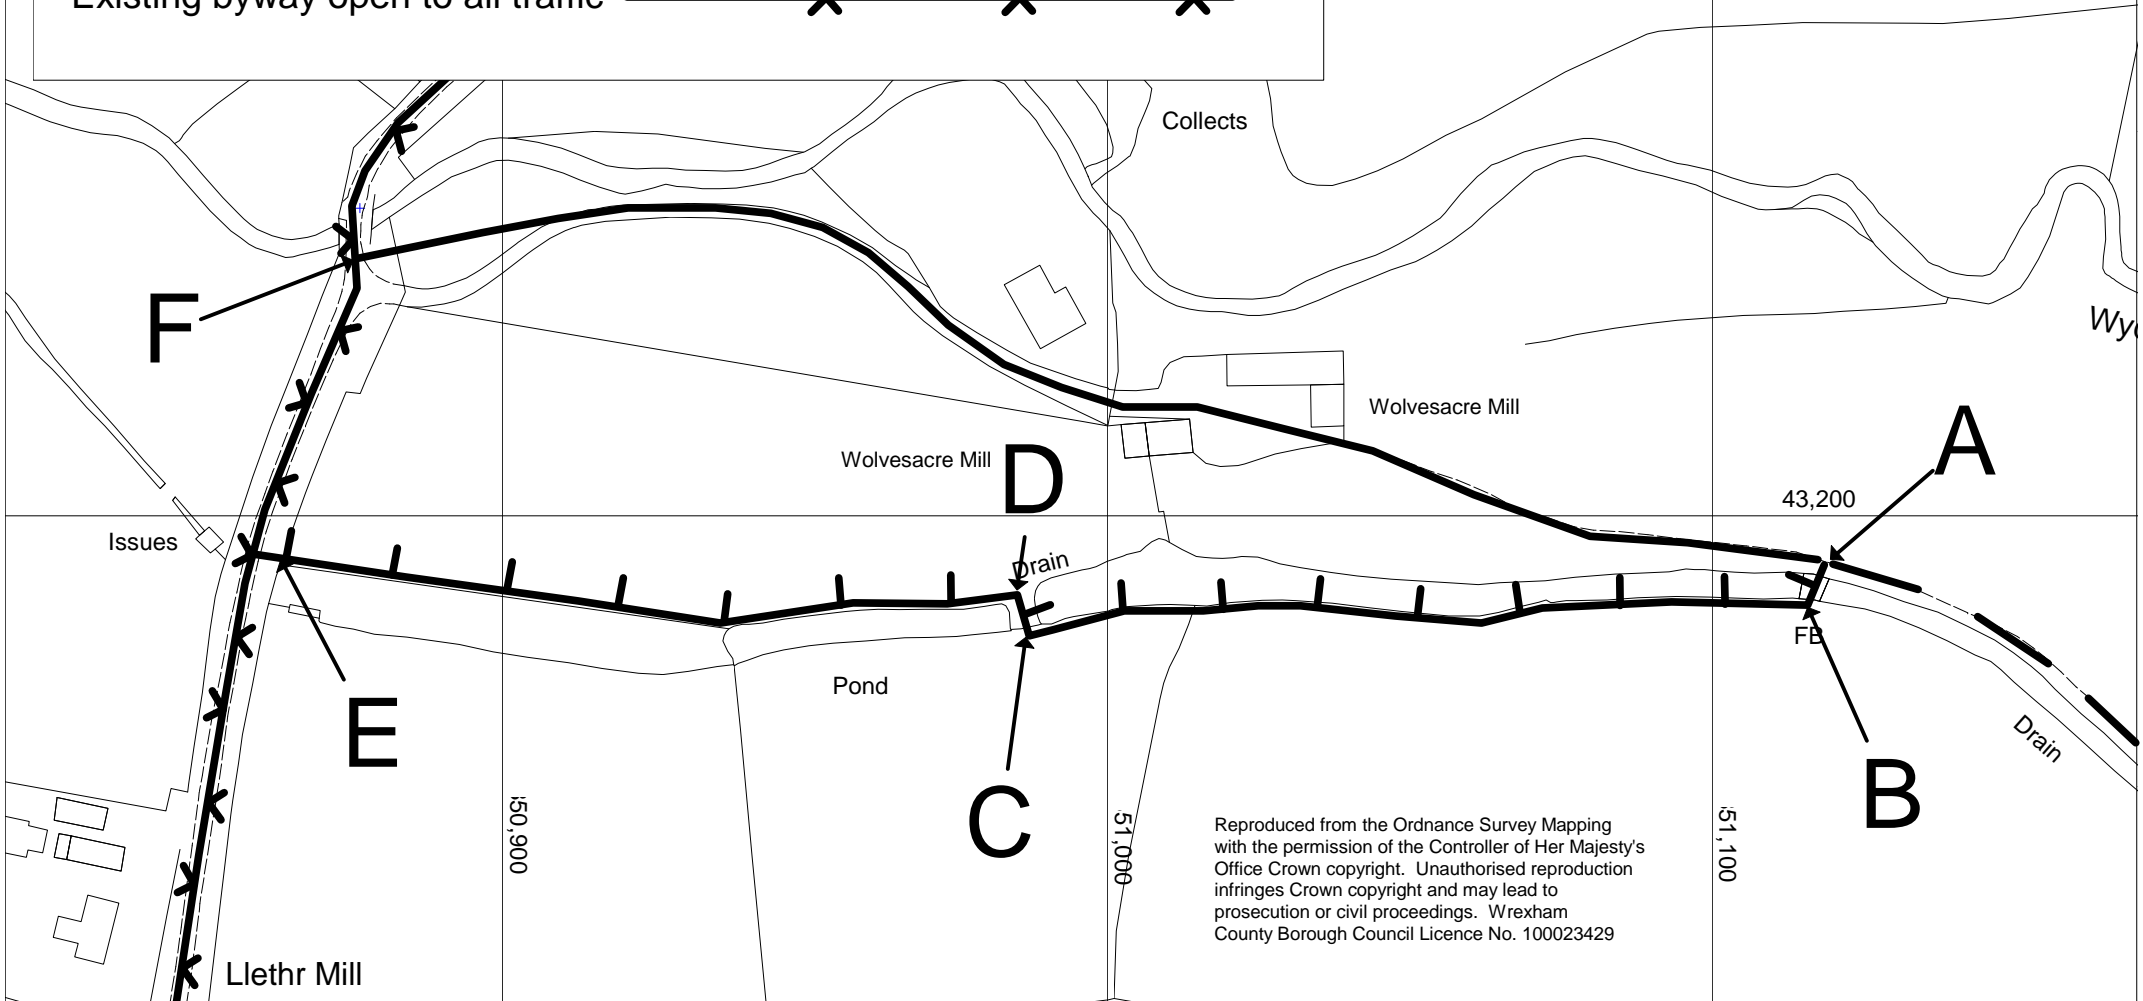 Existing byway open to all traffic
Collects
F
Wolvesacre Mill
A
D
Wolvesacre Mill
43,200
Issues
Drain
FB
E
Pond
Drain
B
C
50,900
51,000
51,100
Reproduced from the Ordnance Survey Mapping
with the permission of the Controller of Her Majesty's
Office Crown copyright. Unauthorised reproduction
infringes Crown copyright and may lead to
prosecution or civil proceedings. Wrexham
County Borough Council Licence No. 100023429
Llethr Mill